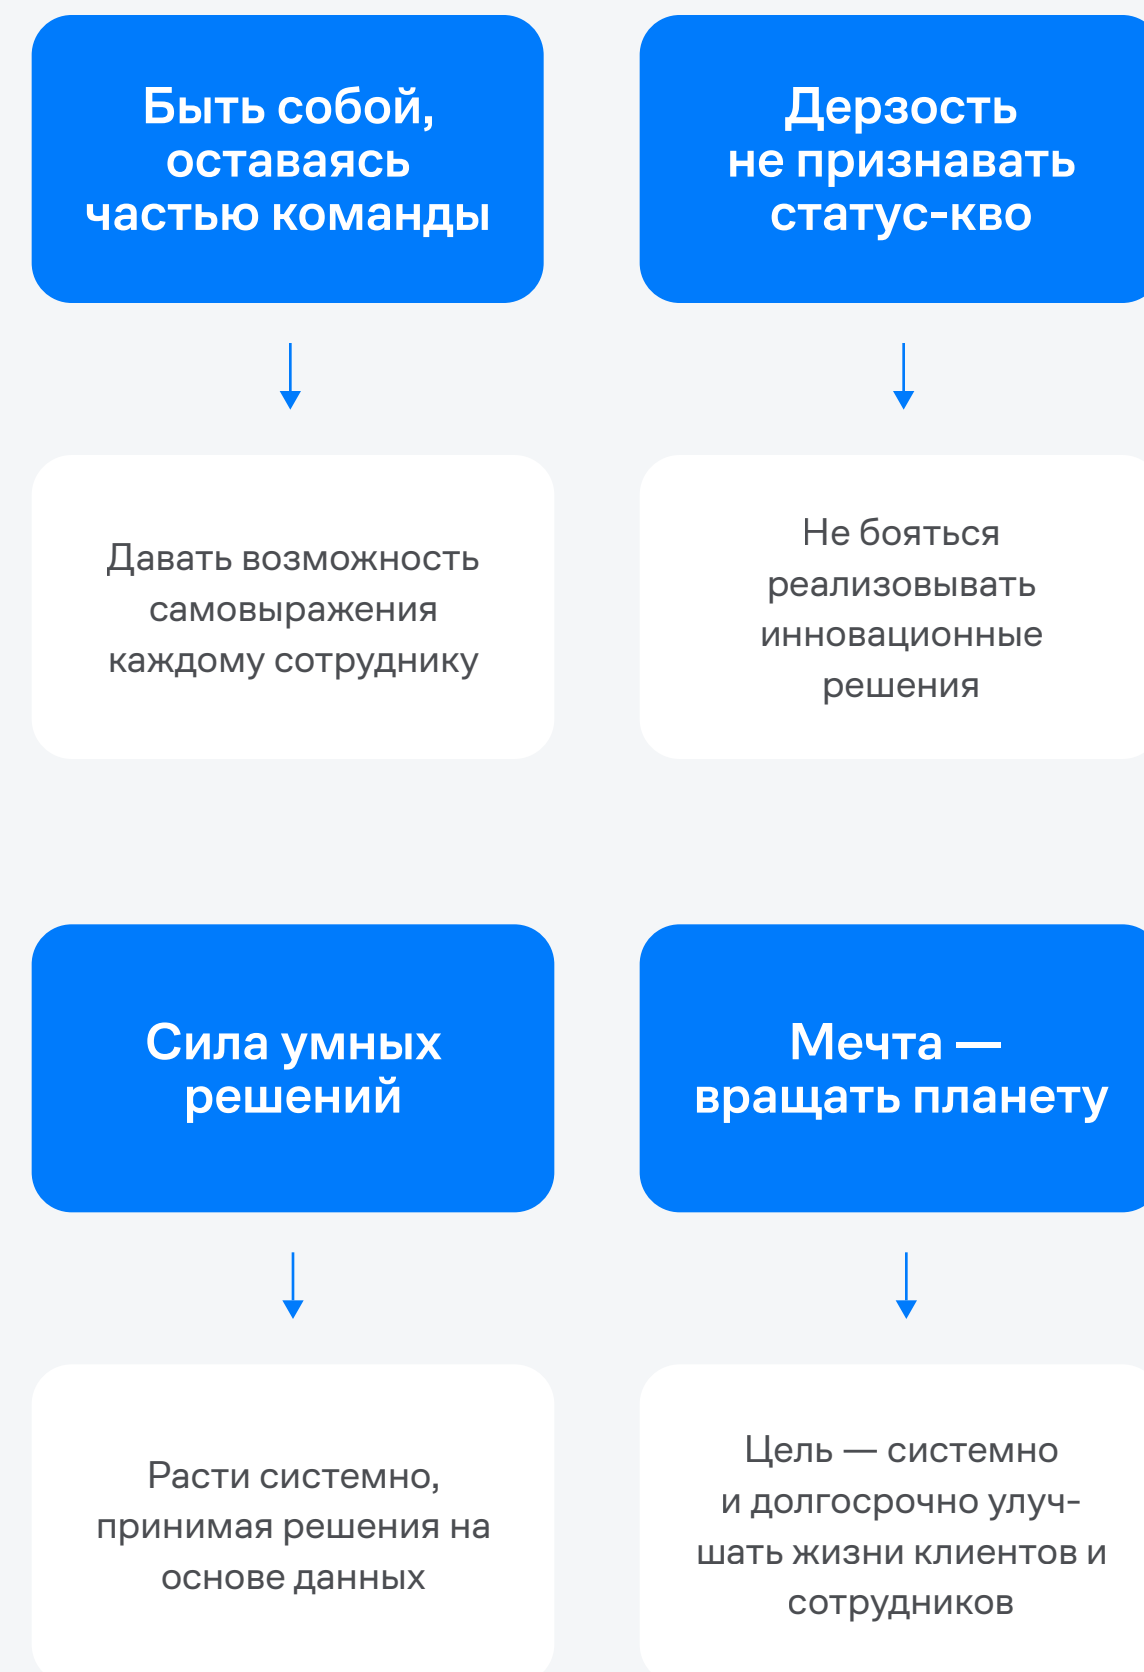 Быть собой,
оставаясь
частью команды
Дерзость
не признавать
статус-кво
Давать возможность
самовыражения
каждому сотруднику
Не бояться
реализовывать
инновационные
решения
Сила умных
решений
Мечта —
вращать планету
Расти системно,
принимая решения на
основе данных
Цель — системно
и долгосрочно улуч-
шать жизни клиентов и
сотрудников